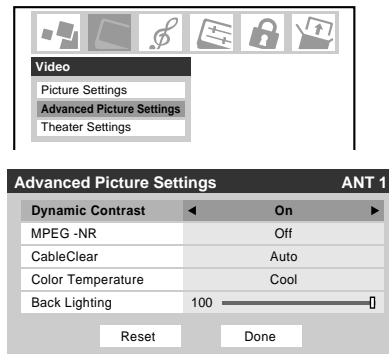 Video
Picture Settings
Advanced Picture Settings
Theater Settings
Advanced Picture Settings ANT 1
Dynamic Contrast On
MPEG -NR Off
CableClear Auto
Color Temperature Cool
Back Lighting 100
Reset Done